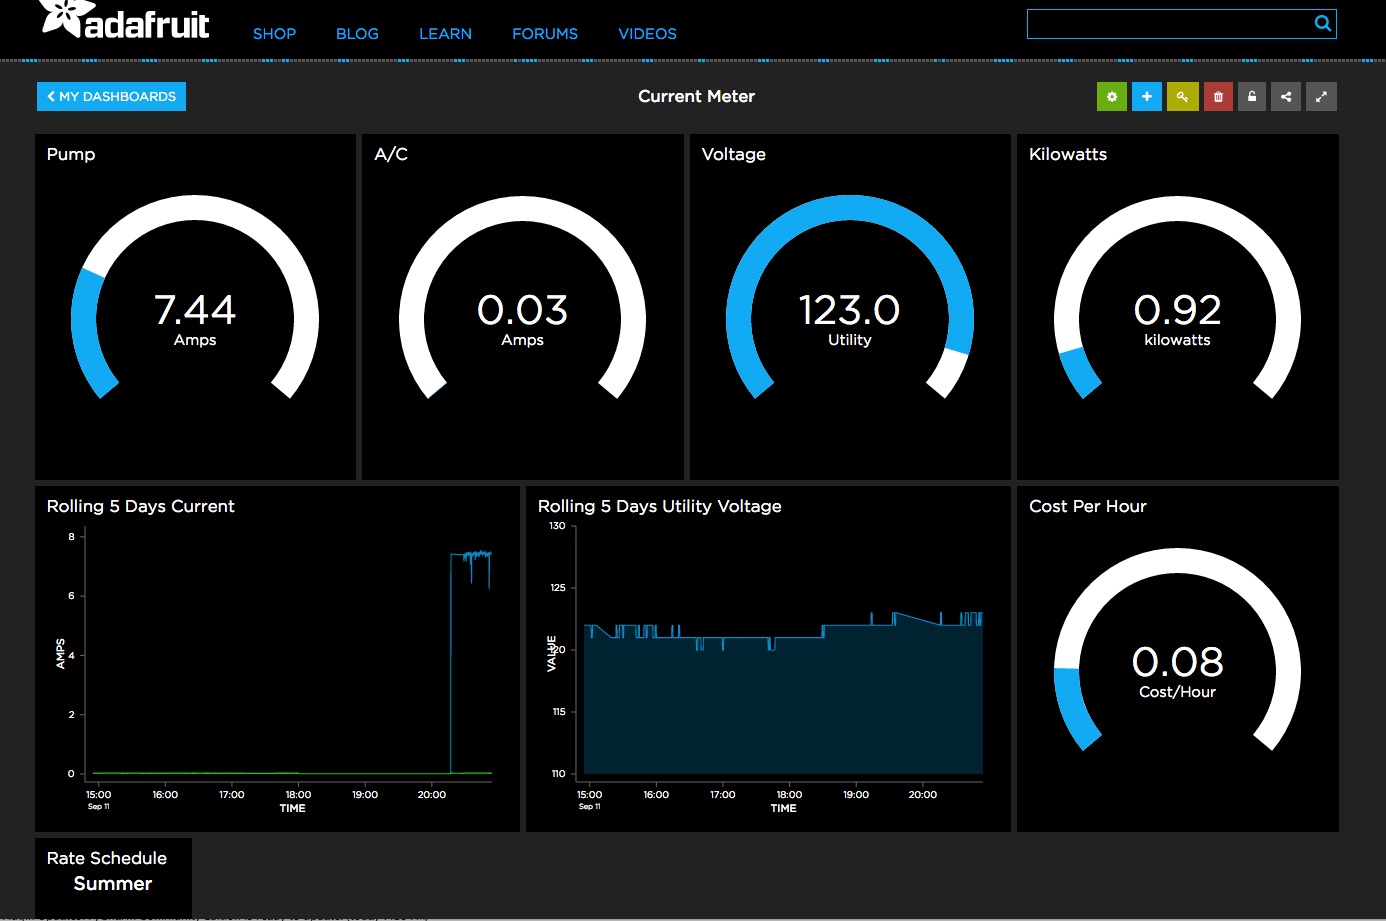 adafruit
SHOP BLOG LEARN FORUMS VIDEOS
MY DASHBOARDS
Current Meter
Pump
7.44
Amps
A/C
0.03
Amps
Voltage
123.0
Utility
Kilowatts
0.92
kilowatts
Rolling 5 Days Current
8
6
4
2
0
AMPS
15:00 16:00 17:00 18:00 19:00 20:00
Sep 11
TIME
Rolling 5 Days Utility Voltage
130
125
120
115
110
VALUE
15:00 16:00 17:00 18:00 19:00 20:00
Sep 11
TIME
Cost Per Hour
0.08
Cost/Hour
Rate Schedule
Summer